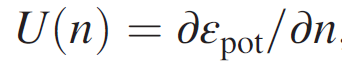 U(n) = ∂ε_pot/∂n,